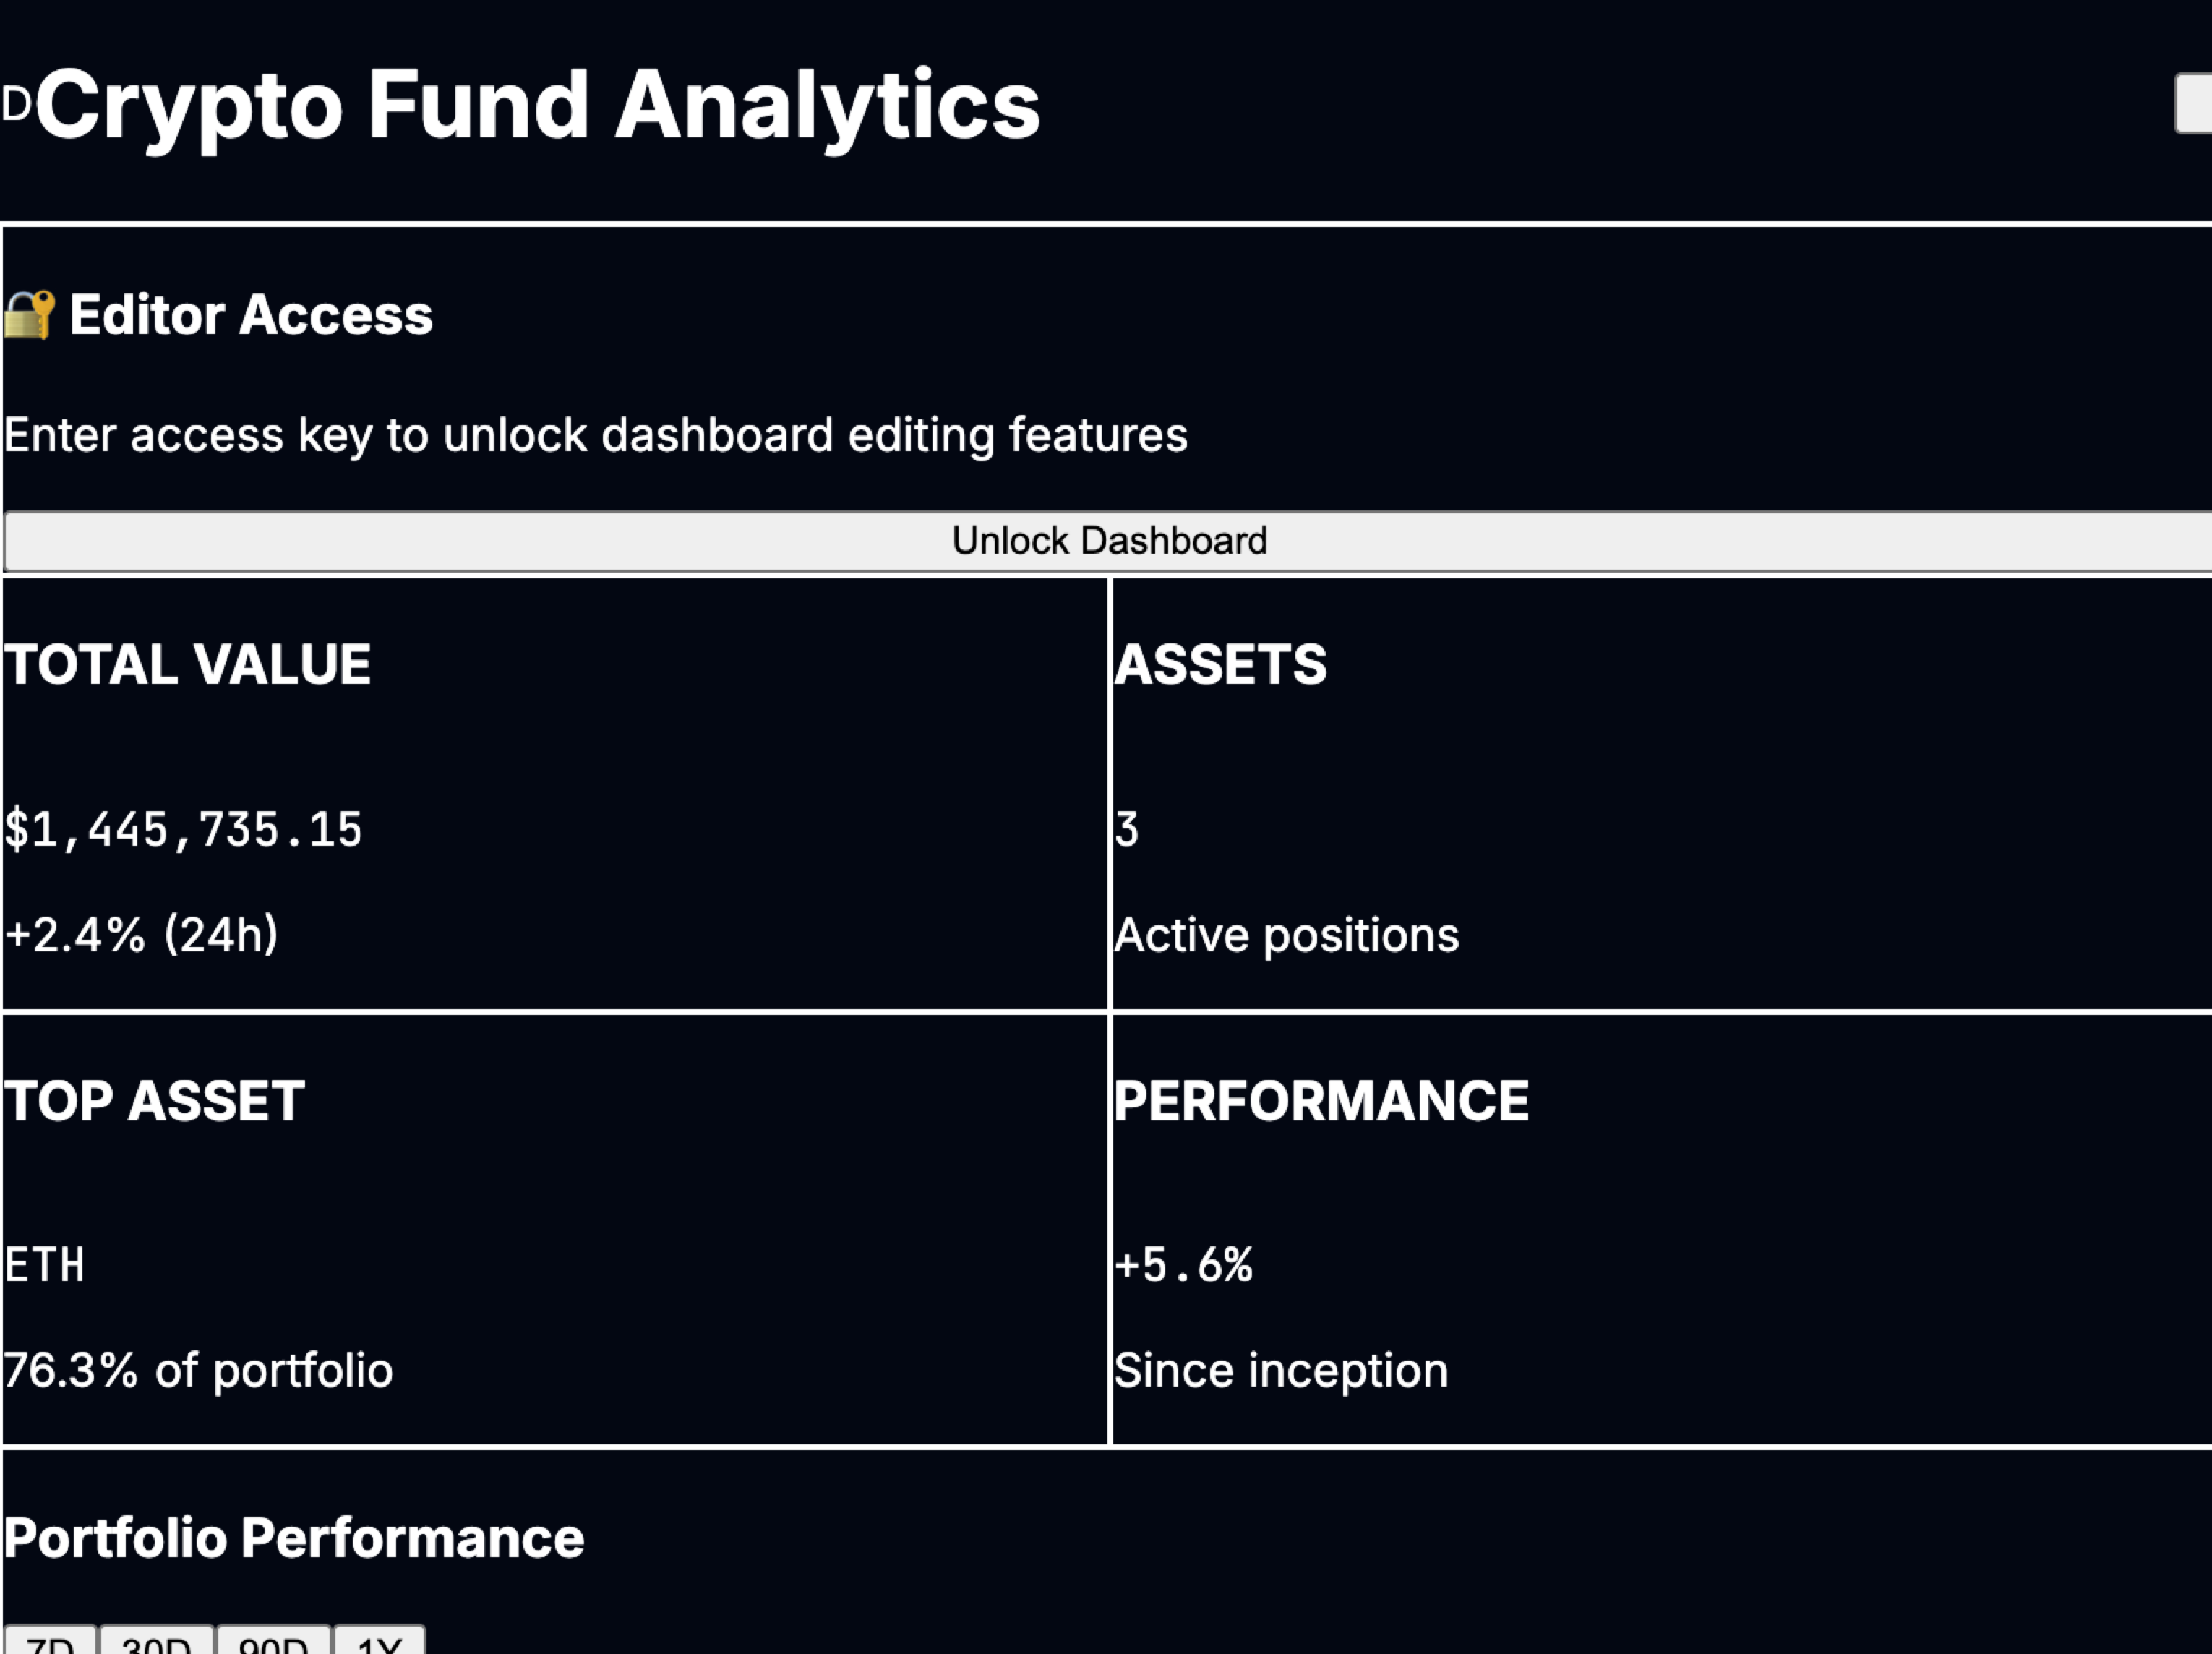 D Crypto Fund Analytics
🔐 Editor Access
Enter access key to unlock dashboard editing features
Unlock Dashboard
TOTAL VALUE
$1,445,735.15
+2.4% (24h)
ASSETS
3
Active positions
TOP ASSET
ETH
76.3% of portfolio
PERFORMANCE
+5.6%
Since inception
Portfolio Performance
7D 30D 90D 1Y